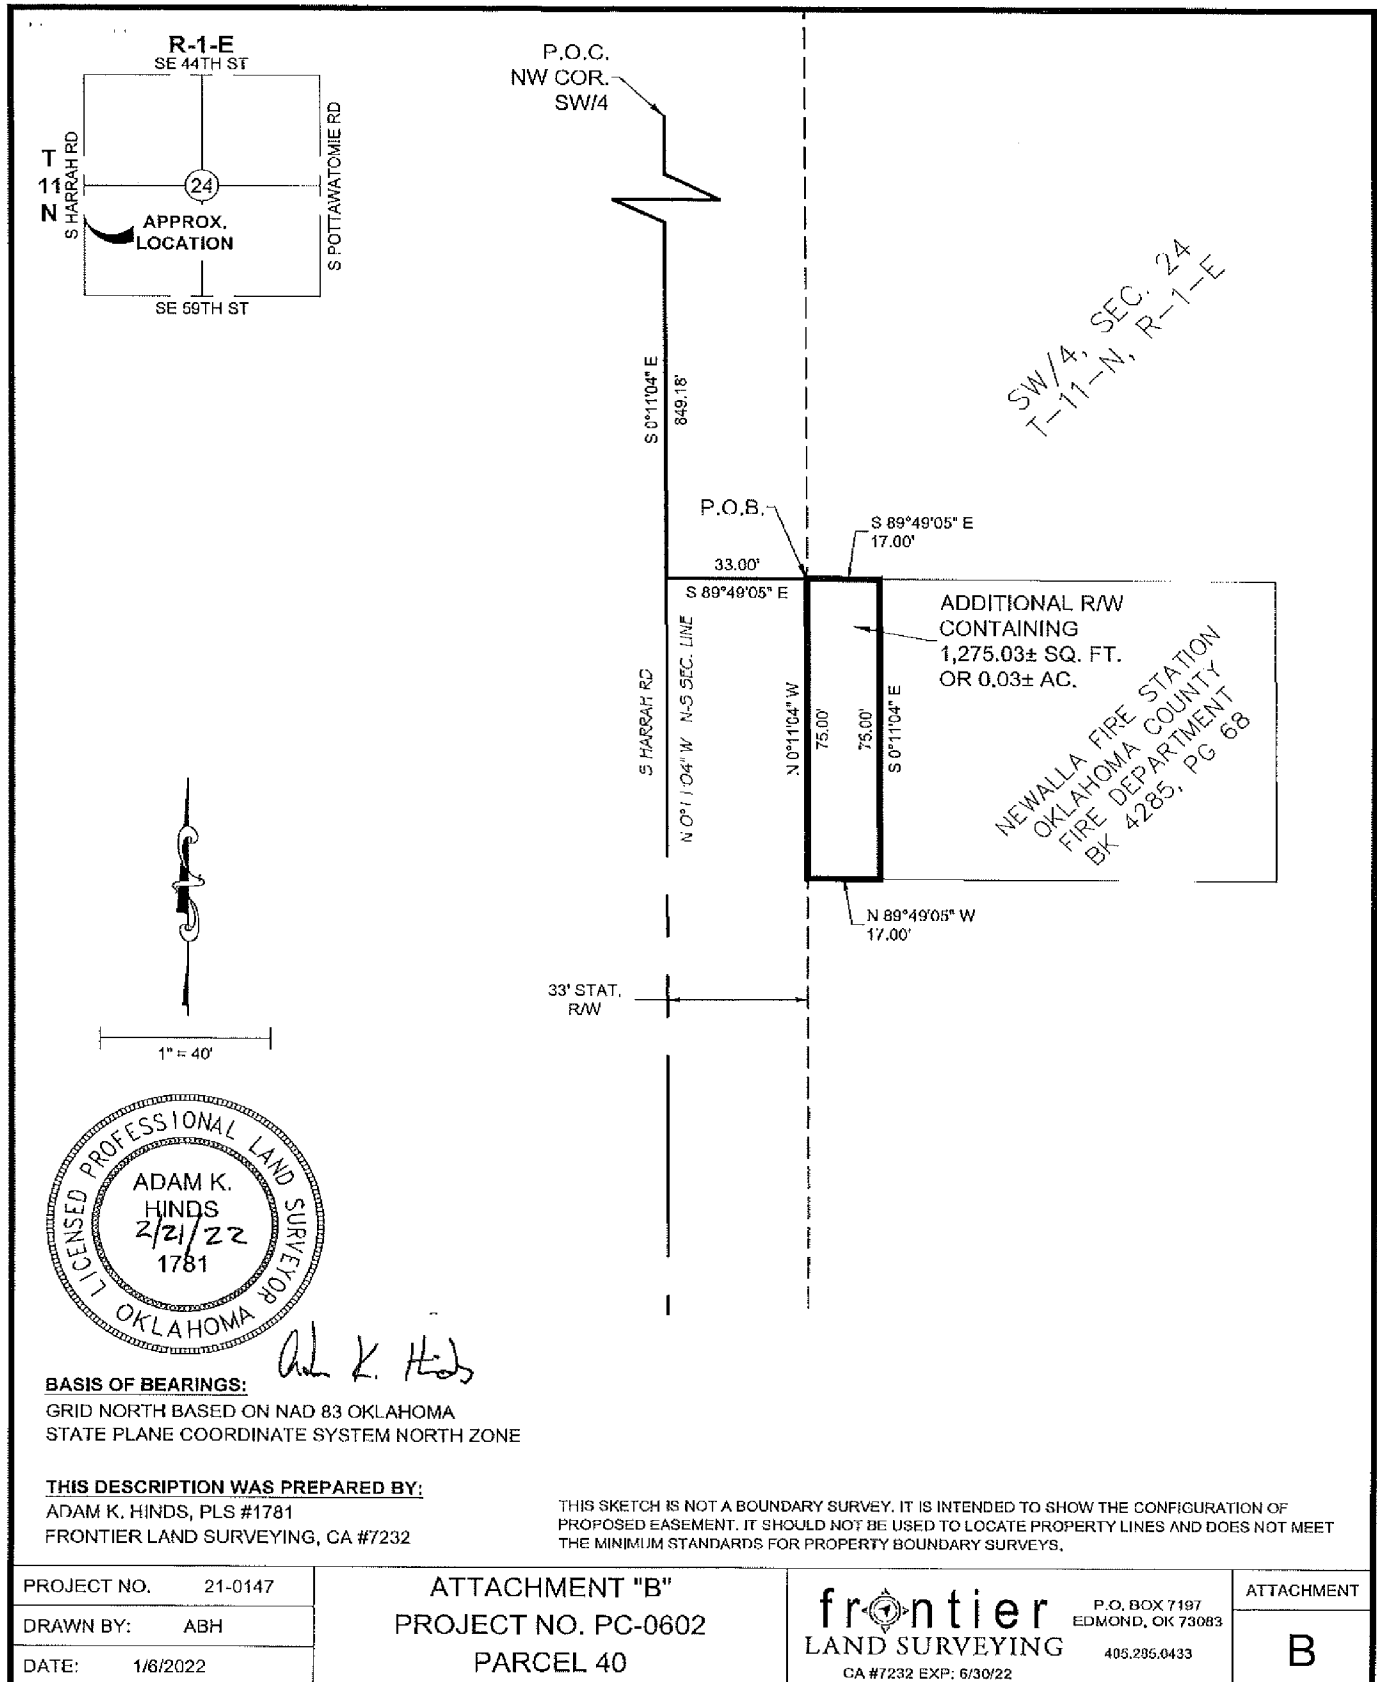 R-1-E
SE 44TH ST
T
11
N
S HARRAH RD
24
S POTTAWATOMIE RD
APPROX.
LOCATION
SE 59TH ST
P.O.C.
NW COR.
SW/4
SW/4, SEC. 24
T-11-N, R-1-E
S 0°11'04" E
849.18'
P.O.B.
S 89°49'05" E
17.00'
33.00'
S 89°49'05" E
ADDITIONAL R/W
CONTAINING
1,275.03± SQ. FT.
OR 0.03± AC.
S HARRAH RD
N 0°11'04" W N-S SEC. LINE
N 0°11'04" W
75.00'
75.00'
S 0°11'04" E
NEWALLA FIRE STATION
OKLAHOMA COUNTY
FIRE DEPARTMENT
BK 4285, PG 68
N 89°49'05" W
17.00'
33' STAT.
R/W
1" = 40'
LICENSED PROFESSIONAL LAND SURVEYOR
OKLAHOMA
ADAM K.
HINDS
2/21/22
1781
Adam K. Hinds
BASIS OF BEARINGS:
GRID NORTH BASED ON NAD 83 OKLAHOMA
STATE PLANE COORDINATE SYSTEM NORTH ZONE
THIS DESCRIPTION WAS PREPARED BY:
ADAM K. HINDS, PLS #1781
FRONTIER LAND SURVEYING, CA #7232
THIS SKETCH IS NOT A BOUNDARY SURVEY. IT IS INTENDED TO SHOW THE CONFIGURATION OF
PROPOSED EASEMENT. IT SHOULD NOT BE USED TO LOCATE PROPERTY LINES AND DOES NOT MEET
THE MINIMUM STANDARDS FOR PROPERTY BOUNDARY SURVEYS.
PROJECT NO. 21-0147
DRAWN BY: ABH
DATE: 1/6/2022
ATTACHMENT "B"
PROJECT NO. PC-0602
PARCEL 40
frontier
LAND SURVEYING
CA #7232 EXP: 6/30/22
P.O. BOX 7197
EDMOND, OK 73083
405.285.0433
ATTACHMENT
B